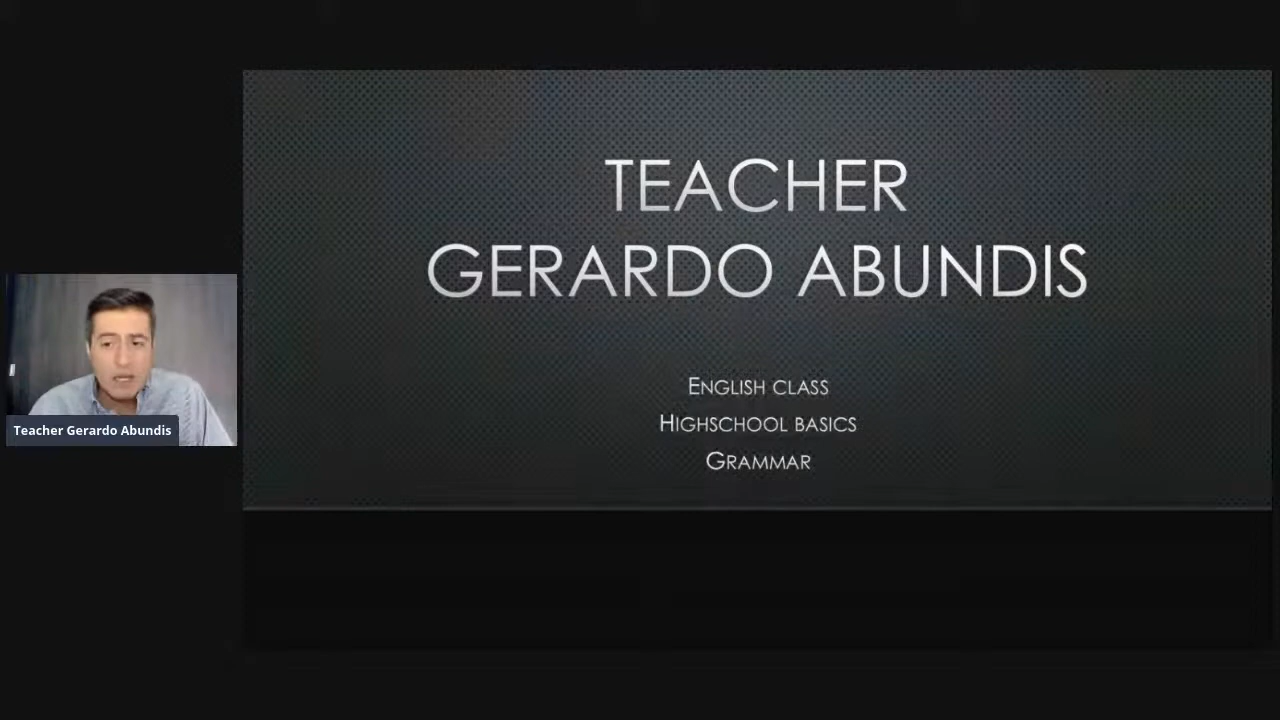 TEACHER
GERARDO ABUNDIS
ENGLISH CLASS
HIGHSCHOOL BASICS
GRAMMAR
Teacher Gerardo Abundis